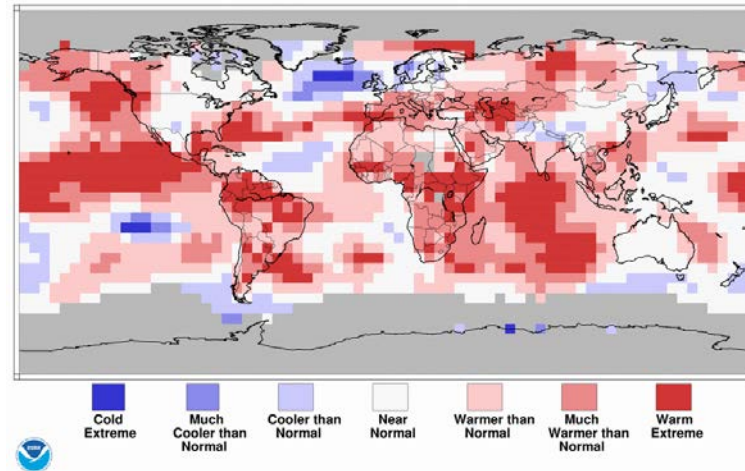 Cold
Extreme
Much
Cooler than
Normal
Cooler than
Normal
Near
Normal
Warmer than
Normal
Much
Warmer than
Normal
Warm
Extreme